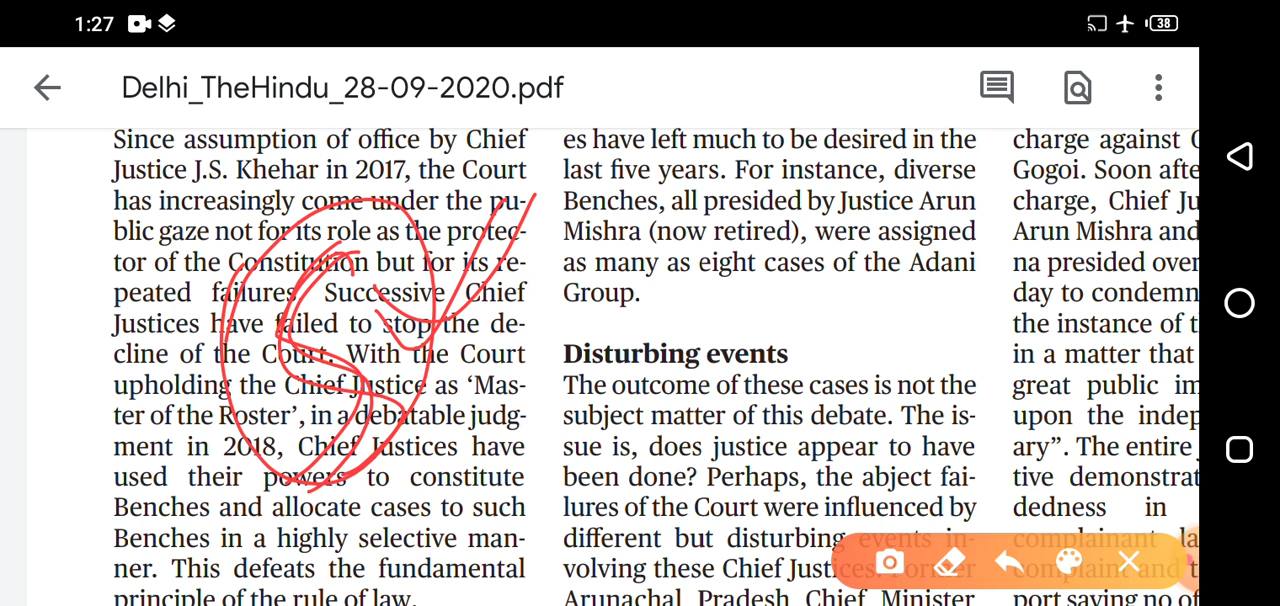 1:27
38
Delhi_TheHindu_28-09-2020.pdf
Since assumption of office by Chief
Justice J.S. Khehar in 2017, the Court
has increasingly come under the pu-
blic gaze not for its role as the protec-
tor of the Constitution but for its re-
peated failures. Successive Chief
Justices have failed to stop the de-
cline of the Court. With the Court
upholding the Chief Justice as ‘Mas-
ter of the Roster’, in a debatable judg-
ment in 2018, Chief Justices have
used their powers to constitute
Benches and allocate cases to such
Benches in a highly selective man-
ner. This defeats the fundamental
principle of the rule of law.
es have left much to be desired in the
last five years. For instance, diverse
Benches, all presided by Justice Arun
Mishra (now retired), were assigned
as many as eight cases of the Adani
Group.
Disturbing events
The outcome of these cases is not the
subject matter of this debate. The is-
sue is, does justice appear to have
been done? Perhaps, the abject fai-
lures of the Court were influenced by
different but disturbing events in-
volving these Chief Justices. Former
Arunachal Pradesh Chief Minister
charge against
Gogoi. Soon afte
charge, Chief Ju
Arun Mishra and
na presided over
day to condemn
the instance of t
in a matter that
great public im
upon the indep
ary”. The entire
tive demonstrat
dedness in
complainant la
complaint and t
port saying no of